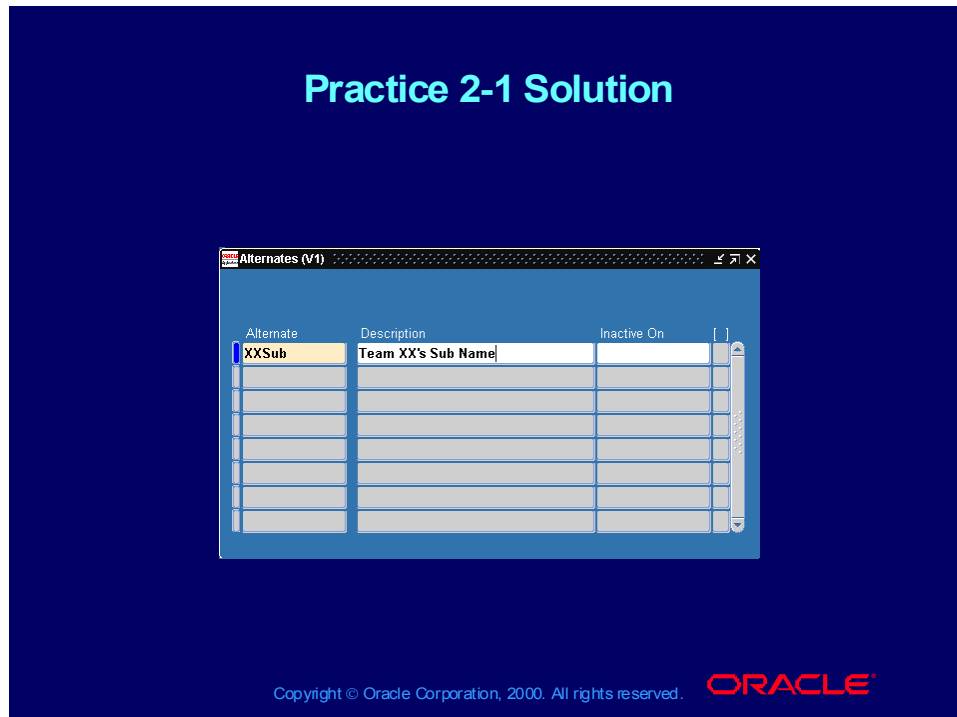 Practice 2-1 Solution
Alternates (V1)
Alternate Description Inactive On [ ]
XXSub Team XX's Sub Name
Copyright © Oracle Corporation, 2000. All rights reserved.
ORACLE®